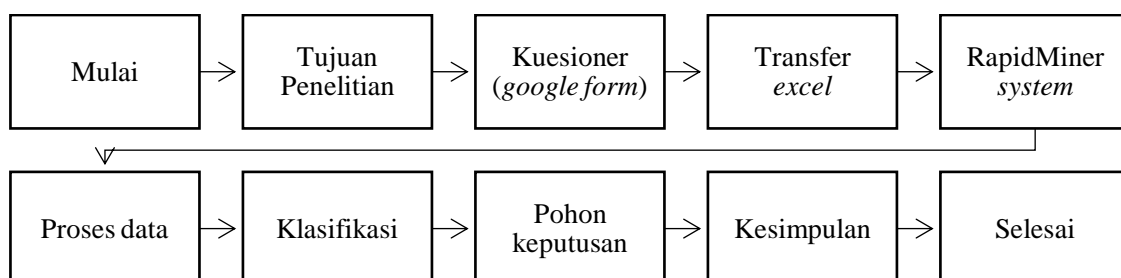 Mulai
Tujuan
Penelitian
Kuesioner
(google form)
Transfer
excel
RapidMiner
system
Proses data
Klasifikasi
Pohon
keputusan
Kesimpulan
Selesai